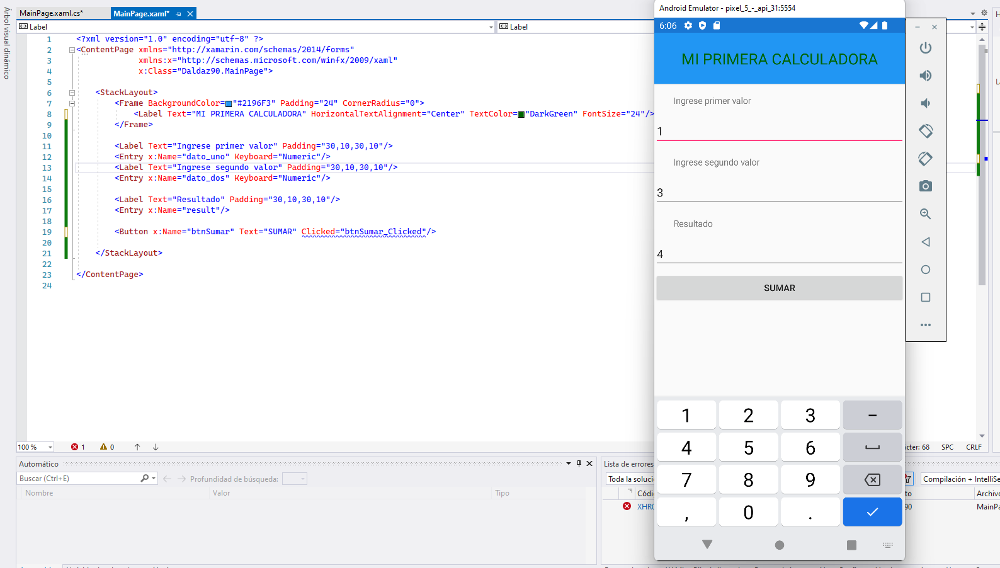 Árbol visual dinámico
MainPage.xaml.cs*
MainPage.xaml*
Label
Label
1 <?xml version="1.0" encoding="utf-8" ?>
2 <ContentPage xmlns="http://xamarin.com/schemas/2014/forms"
3 xmlns:x="http://schemas.microsoft.com/winfx/2009/xaml"
4 x:Class="Daldaz90.MainPage">
5
6 <StackLayout>
7 <Frame BackgroundColor="#2196F3" Padding="24" CornerRadius="0">
8 <Label Text="MI PRIMERA CALCULADORA" HorizontalTextAlignment="Center" TextColor="DarkGreen" FontSize="24"/>
9 </Frame>
10
11 <Label Text="Ingrese primer valor" Padding="30,10,30,10"/>
12 <Entry x:Name="dato_uno" Keyboard="Numeric"/>
13 <Label Text="Ingrese segundo valor" Padding="30,10,30,10"/>
14 <Entry x:Name="dato_dos" Keyboard="Numeric"/>
15
16 <Label Text="Resultado" Padding="30,10,30,10"/>
17 <Entry x:Name="result"/>
18
19 <Button x:Name="btnSumar" Text="SUMAR" Clicked="btnSumar_Clicked"/>
20
21 </StackLayout>
22
23 </ContentPage>
24
100 %
1
0
cter: 68 SPC CRLF
Automático
Buscar (Ctrl+E)
Profundidad de búsqueda:
Nombre Valor Tipo
Lista de errores
Toda la soluci
Compilación + IntelliSe
Códi
to
Archivo
XHR
90
MainPa
Android Emulator - pixel_5_-_api_31:5554
6:06
MI PRIMERA CALCULADORA
Ingrese primer valor
1
Ingrese segundo valor
3
Resultado
4
SUMAR
1 2 3 -
4 5 6
7 8 9
, 0 .